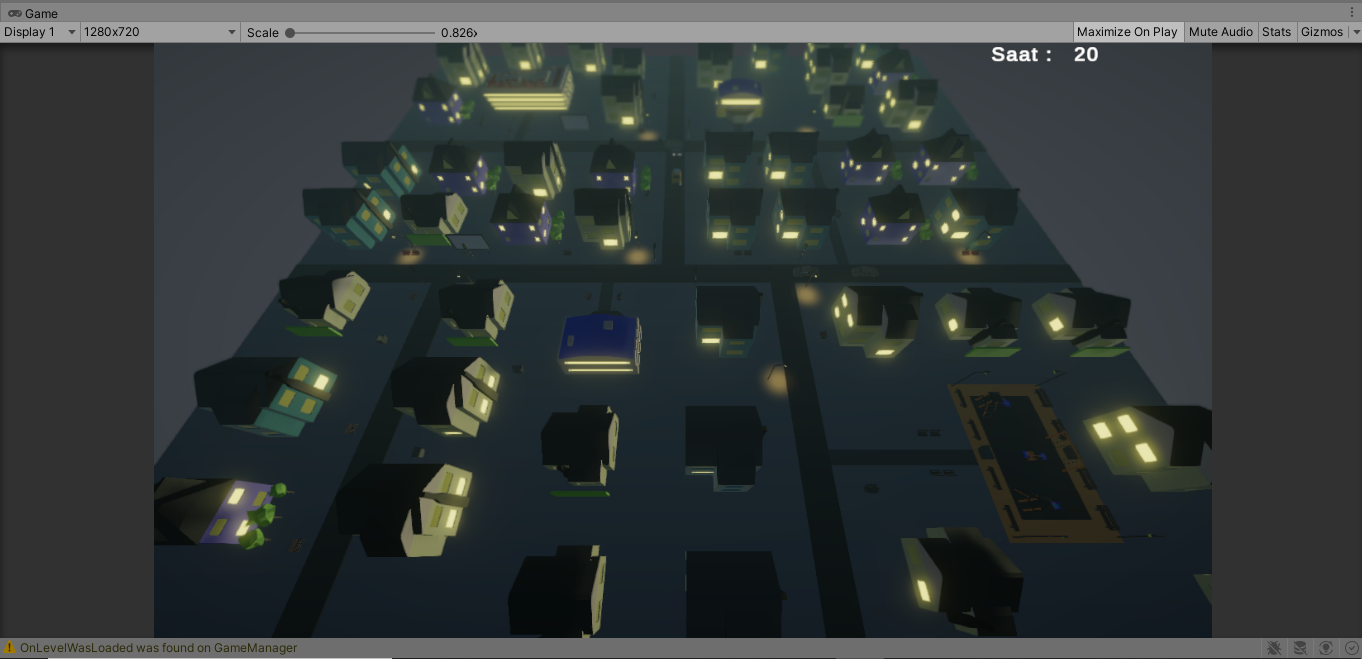 Game
Display 1 1280x720 Scale 0.826x Maximize On Play Mute Audio Stats Gizmos
Saat : 20
OnLevelWasLoaded was found on GameManager